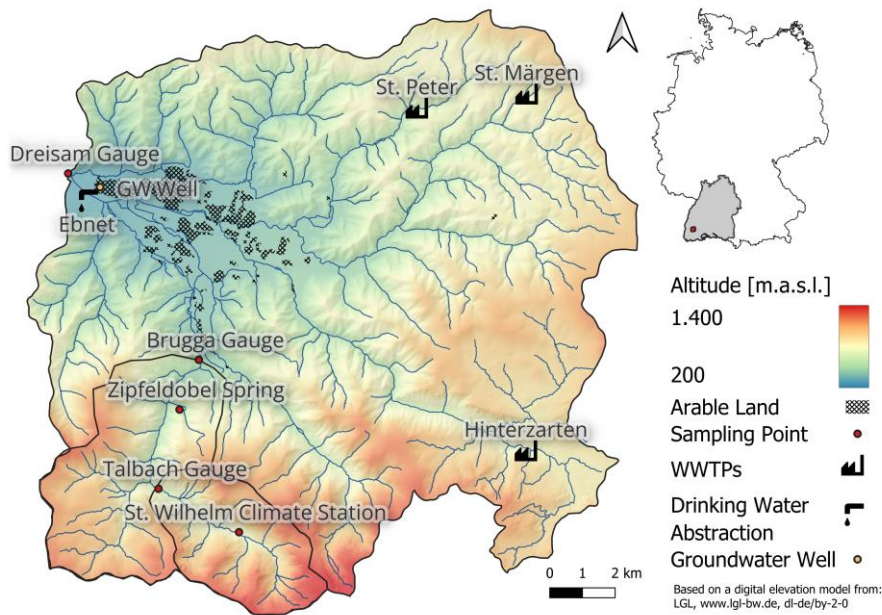 St. Peter
St. Märgen
Dreisam Gauge
GW Well
Ebnet
Brugga Gauge
Zipfeldobel Spring
Hinterzarten
Talbach Gauge
St. Wilhelm Climate Station
0 1 2 km
Altitude [m.a.s.l.]
1.400
200
Arable Land
Sampling Point
WWTPs
Drinking Water
Abstraction
Groundwater Well
Based on a digital elevation model from:
LGL, www.lgl-bw.de, dl-de/by-2-0